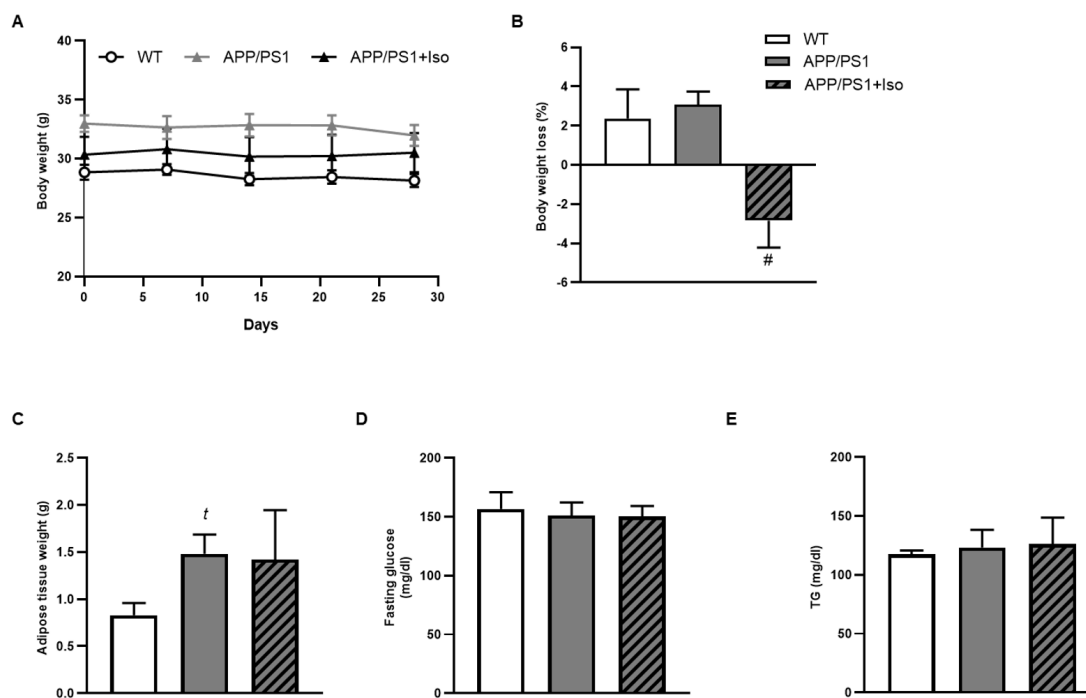 A
WT
APP/PS1
APP/PS1+Iso
Body weight (g)
40
35
30
25
20
0
5
10
15
20
25
30
Days
B
WT
APP/PS1
APP/PS1+Iso
Body weight loss (%)
6
4
2
0
-2
-4
-6
#
C
Adipose tissue weight (g)
2.5
2.0
1.5
1.0
0.5
0.0
t
D
Fasting glucose
(mg/dl)
200
150
100
50
0
E
TG (mg/dl)
200
150
100
50
0